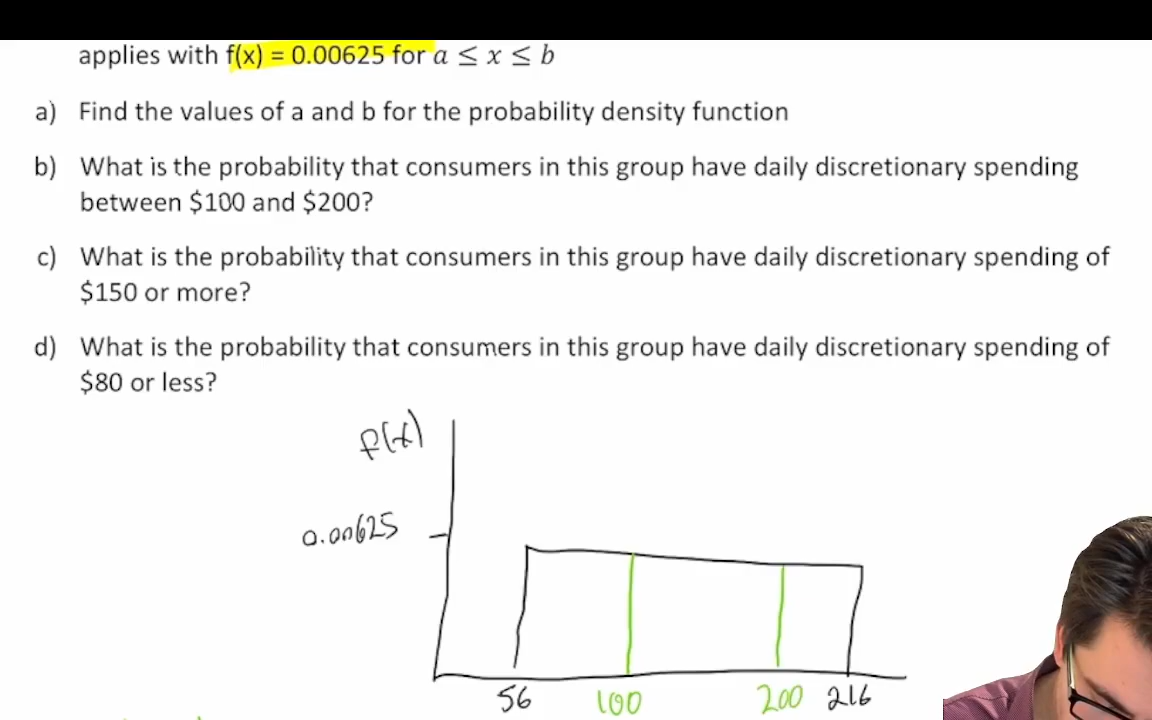 applies with f(x) = 0.00625 for a ≤ x ≤ b
a) Find the values of a and b for the probability density function
b) What is the probability that consumers in this group have daily discretionary spending
between $100 and $200?
c) What is the probability that consumers in this group have daily discretionary spending of
$150 or more?
d) What is the probability that consumers in this group have daily discretionary spending of
$80 or less?
f(x)
0.00625
56 100 200 216